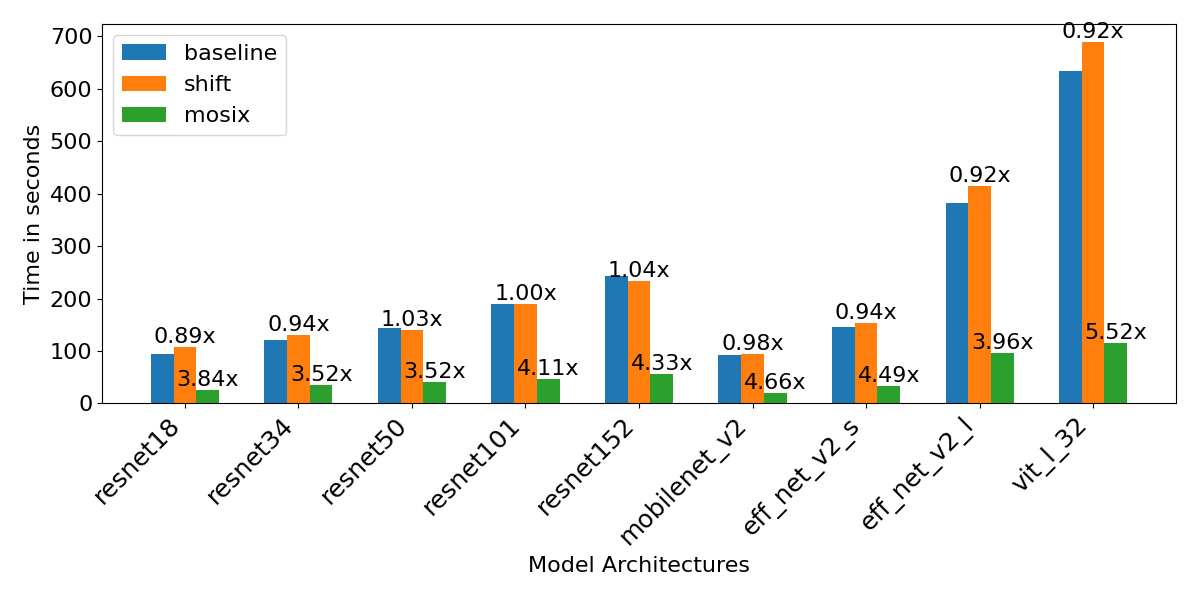 700
600
500
400
300
200
100
0
Time in seconds
baseline
shift
mosix
0.89x
3.84x
0.94x
3.52x
1.03x
3.52x
1.00x
4.11x
1.04x
4.33x
0.98x
4.66x
0.94x
4.49x
0.92x
3.96x
0.92x
5.52x
resnet18
resnet34
resnet50
resnet101
resnet152
mobilenet_v2
eff_net_v2_s
eff_net_v2_l
vit_l_32
Model Architectures